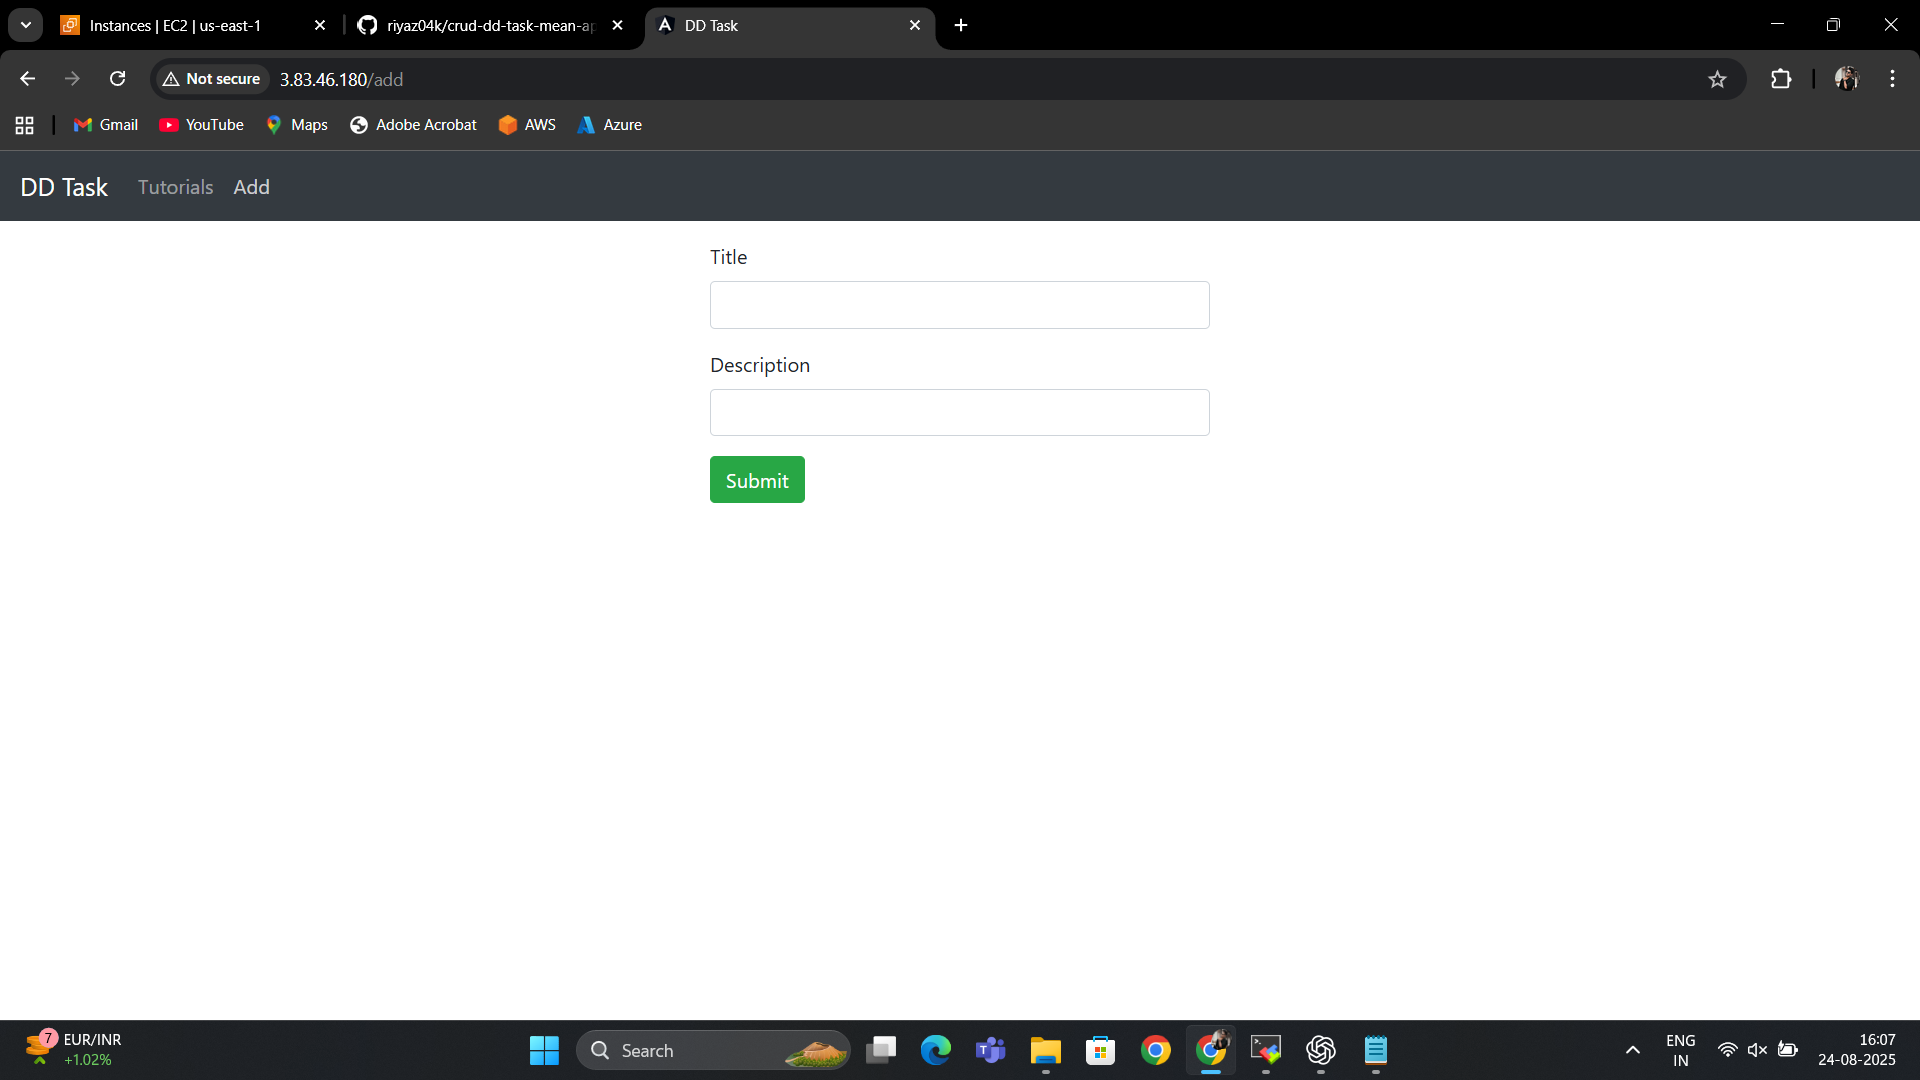 Instances | EC2 | us-east-1
riyaz04k/crud-dd-task-mean-ap
DD Task
Not secure
3.83.46.180/add
Gmail
YouTube
Maps
Adobe Acrobat
AWS
Azure
DD Task
Tutorials
Add
Title
Description
Submit
7
EUR/INR
+1.02%
Search
ENG
IN
16:07
24-08-2025